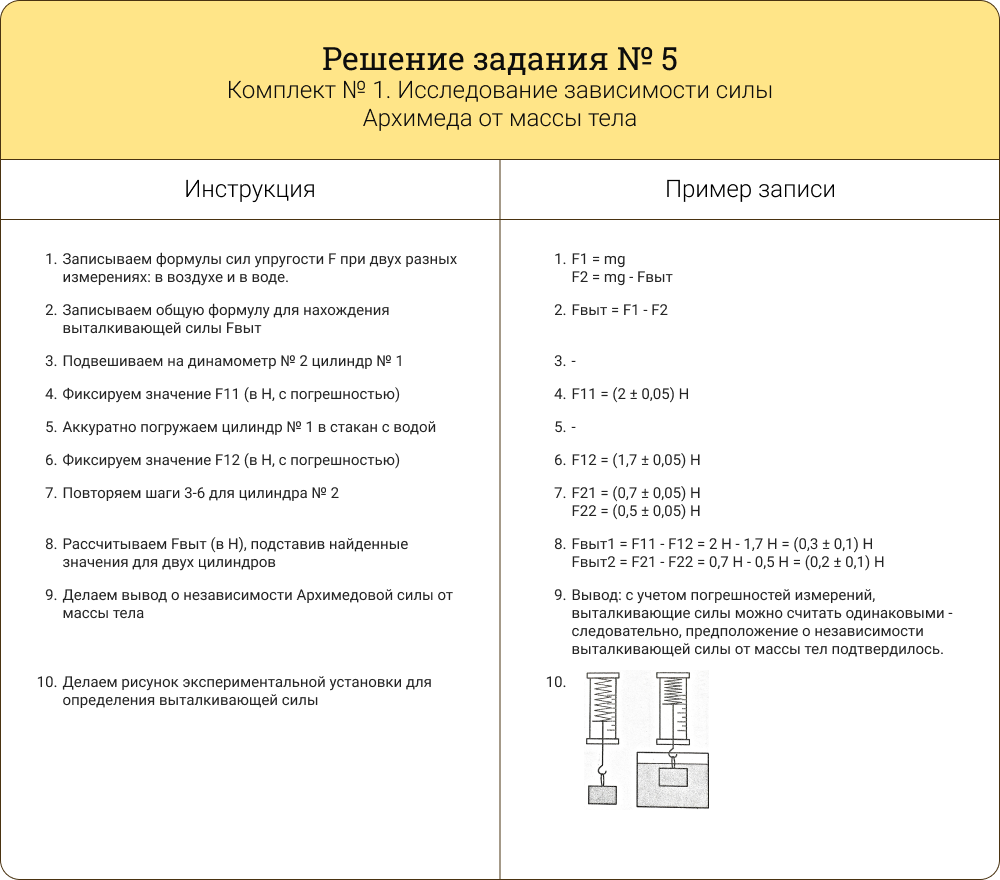 Решение задания № 5
Комплект № 1. Исследование зависимости силы
Архимеда от массы тела
Инструкция
Пример записи
1. Записываем формулы сил упругости F при двух разных
измерениях: в воздухе и в воде.
2. Записываем общую формулу для нахождения
выталкивающей силы Fвыт
3. Подвешиваем на динамометр № 2 цилиндр № 1
4. Фиксируем значение F11 (в Н, с погрешностью)
5. Аккуратно погружаем цилиндр № 1 в стакан с водой
6. Фиксируем значение F12 (в Н, с погрешностью)
7. Повторяем шаги 3-6 для цилиндра № 2
8. Рассчитываем Fвыт (в Н), подставив найденные
значения для двух цилиндров
9. Делаем вывод о независимости Архимедовой силы от
массы тела
10. Делаем рисунок экспериментальной установки для
определения выталкивающей силы
1. F1 = mg
F2 = mg - Fвыт
2. Fвыт = F1 - F2
3. -
4. F11 = (2 ± 0,05) Н
5. -
6. F12 = (1,7 ± 0,05) Н
7. F21 = (0,7 ± 0,05) Н
F22 = (0,5 ± 0,05) Н
8. Fвыт1 = F11 - F12 = 2 Н - 1,7 Н = (0,3 ± 0,1) Н
Fвыт2 = F21 - F22 = 0,7 Н - 0,5 Н = (0,2 ± 0,1) Н
9. Вывод: с учетом погрешностей измерений,
выталкивающие силы можно считать одинаковыми -
следовательно, предположение о независимости
выталкивающей силы от массы тел подтвердилось.
10.